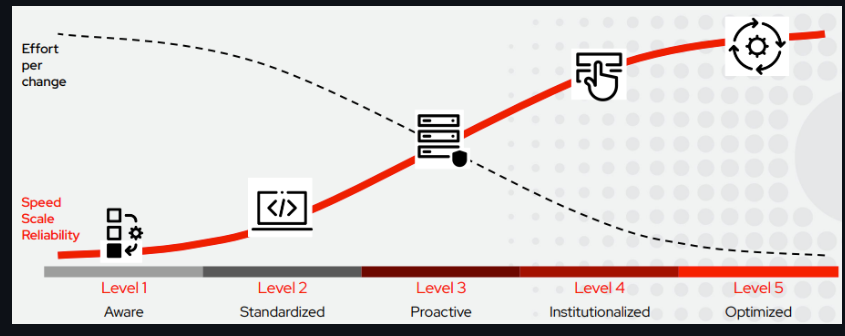 Effort
per
change
Speed
Scale
Reliability
</>
Level 1
Level 2
Level 3
Level 4
Level 5
Aware
Standardized
Proactive
Institutionalized
Optimized